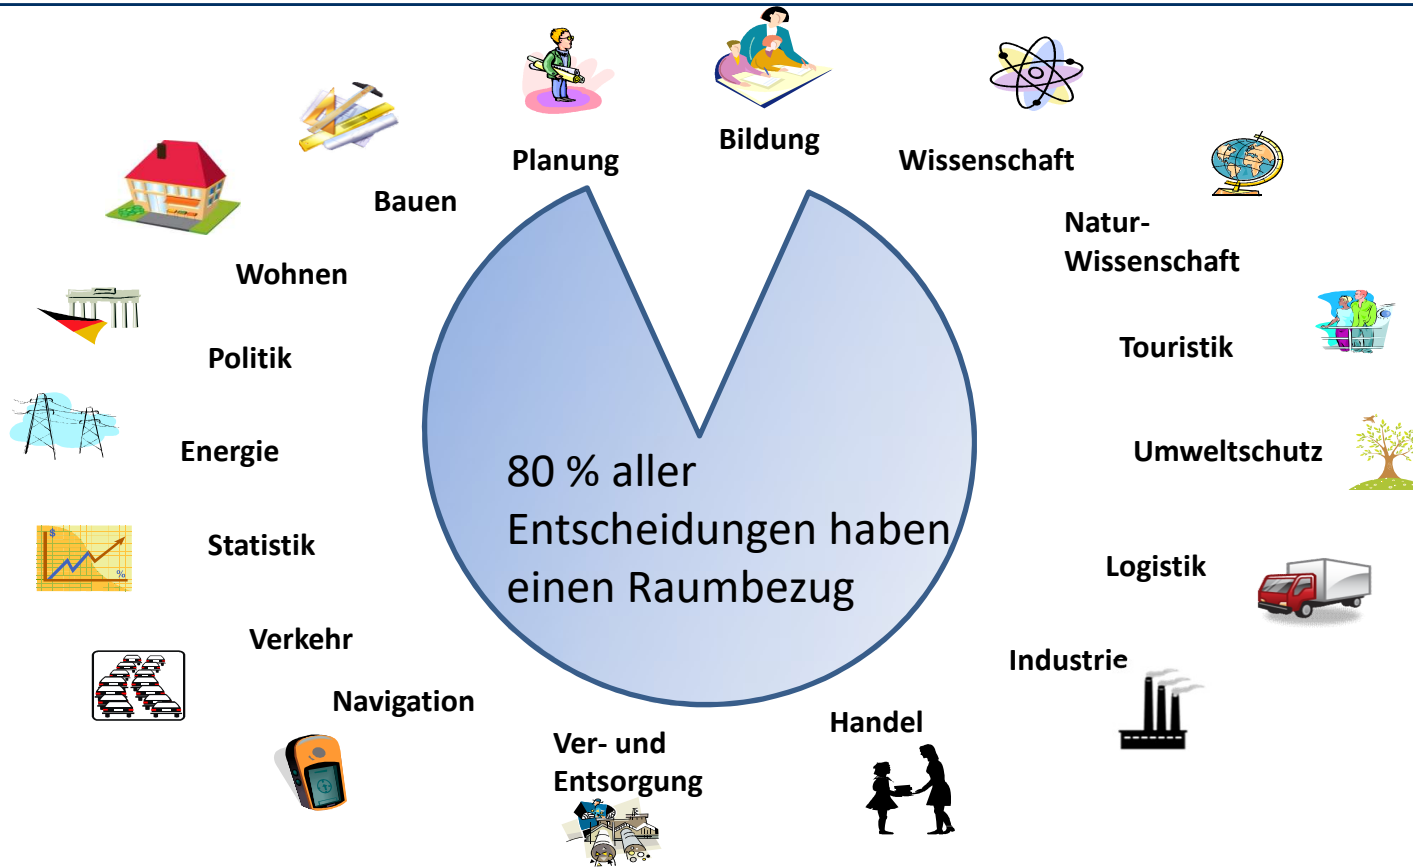 Bildung
Planung
Wissenschaft
Bauen
Natur-
Wissenschaft
Wohnen
Touristik
Politik
Energie
Umweltschutz
80 % aller
Entscheidungen haben
einen Raumbezug
$
%
Statistik
Logistik
Verkehr
Industrie
Navigation
Handel
Ver- und
Entsorgung